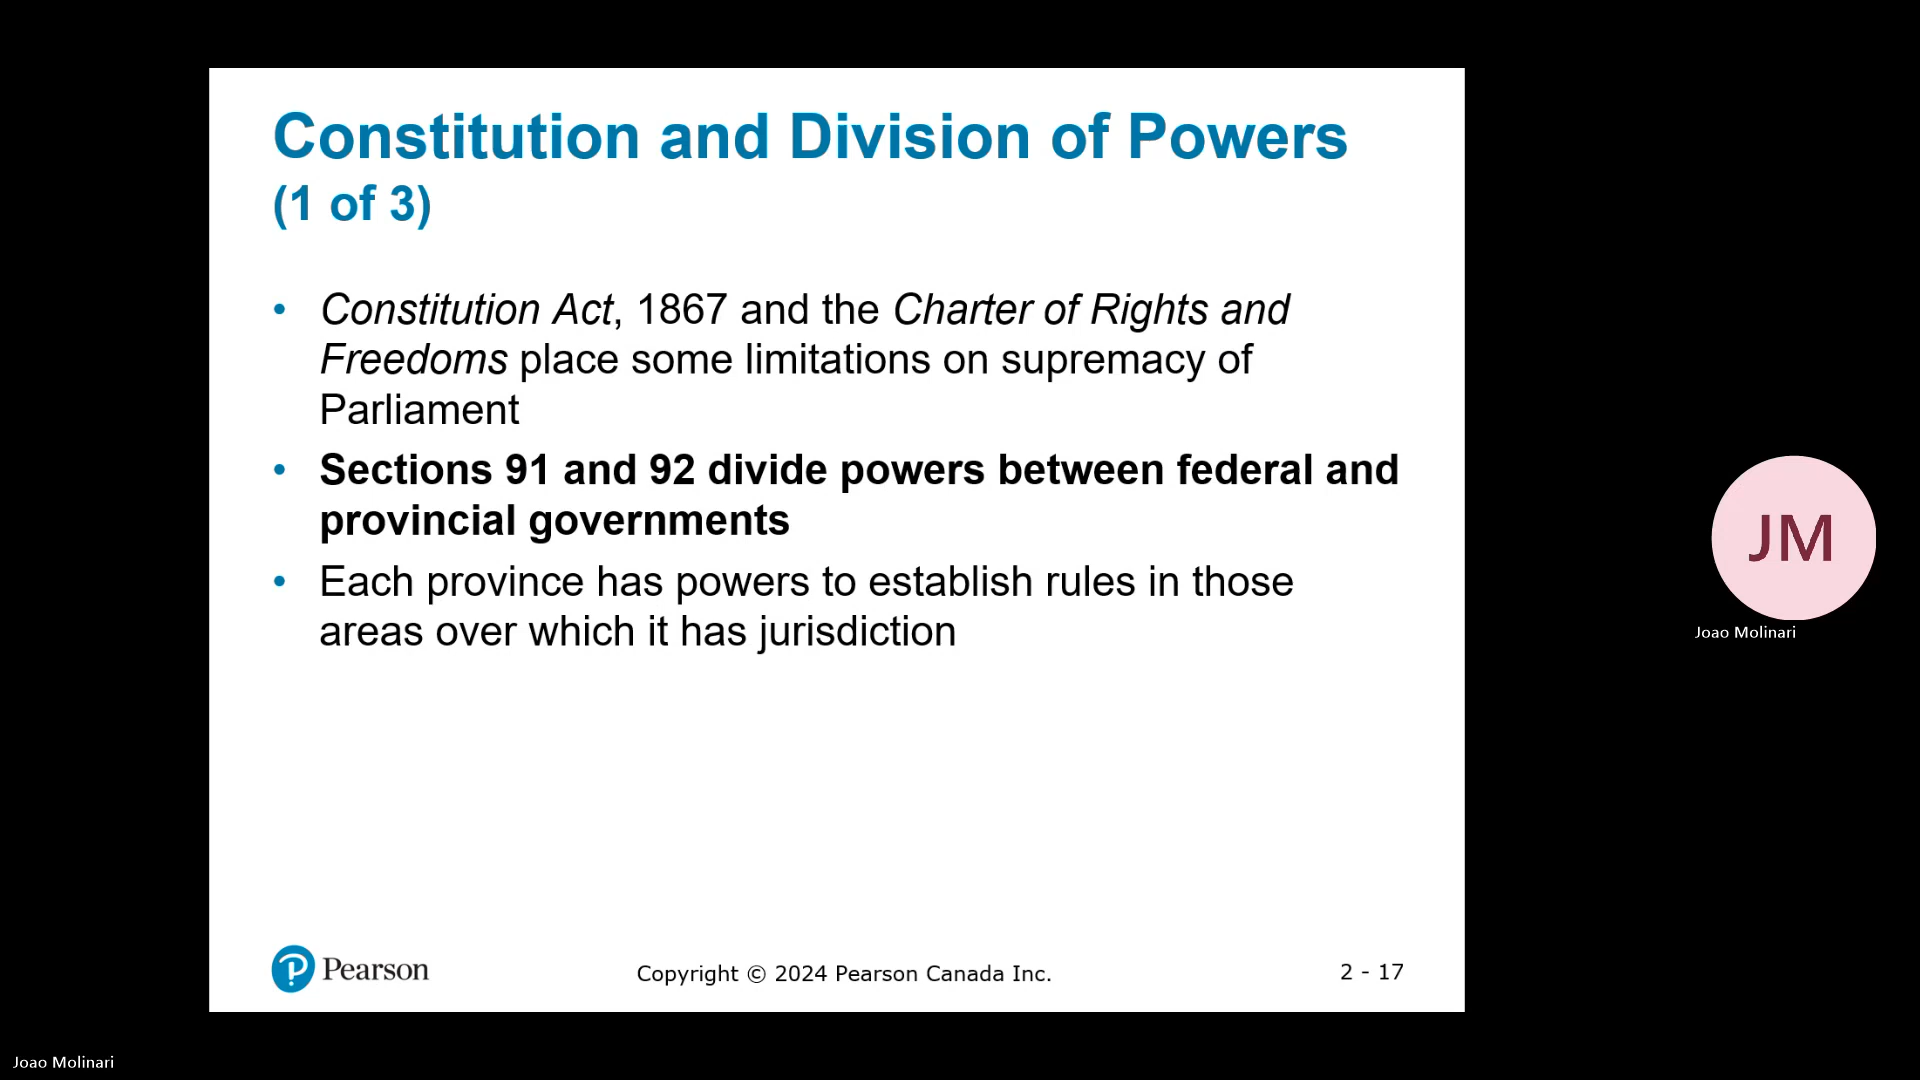 Constitution and Division of Powers
(1 of 3)
• Constitution Act, 1867 and the Charter of Rights and
Freedoms place some limitations on supremacy of
Parliament
• Sections 91 and 92 divide powers between federal and
provincial governments
• Each province has powers to establish rules in those
areas over which it has jurisdiction
JM
Joao Molinari
Pearson
Copyright © 2024 Pearson Canada Inc.
2 - 17
Joao Molinari